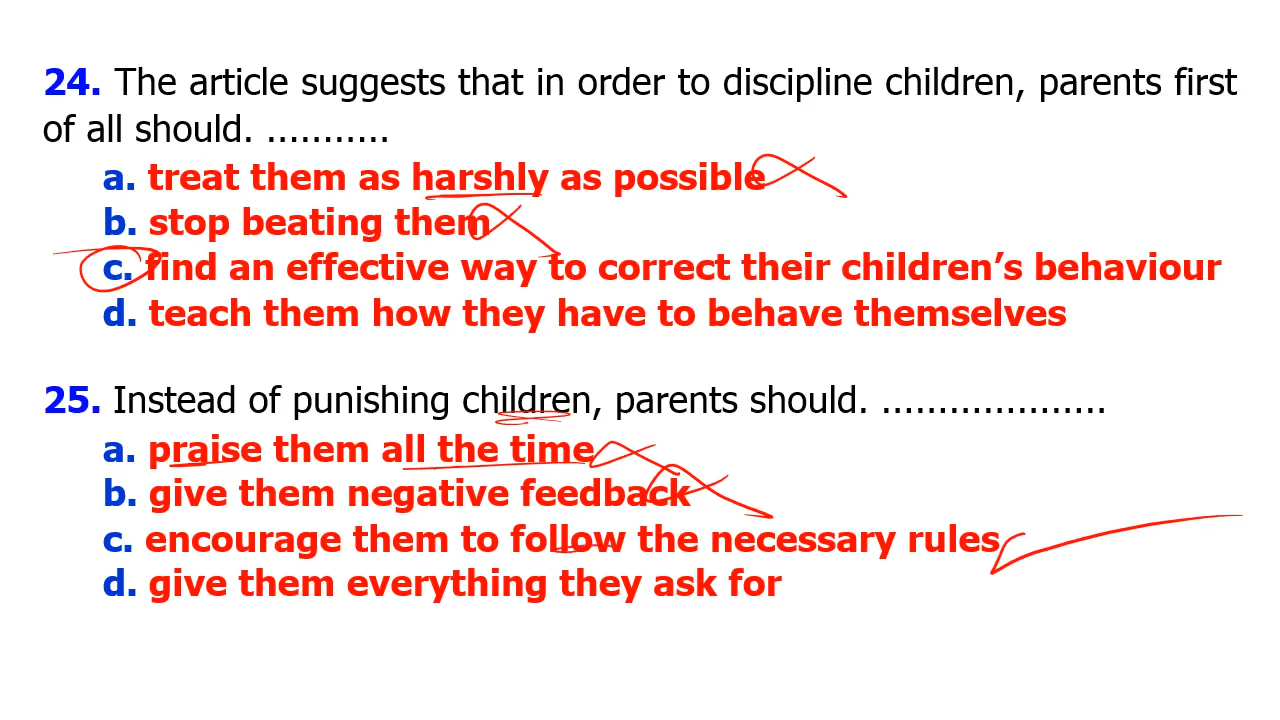 24. The article suggests that in order to discipline children, parents first
of all should. ...........
a. treat them as harshly as possible
b. stop beating them
c. find an effective way to correct their children’s behaviour
d. teach them how they have to behave themselves
25. Instead of punishing children, parents should. ....................
a. praise them all the time
b. give them negative feedback
c. encourage them to follow the necessary rules
d. give them everything they ask for